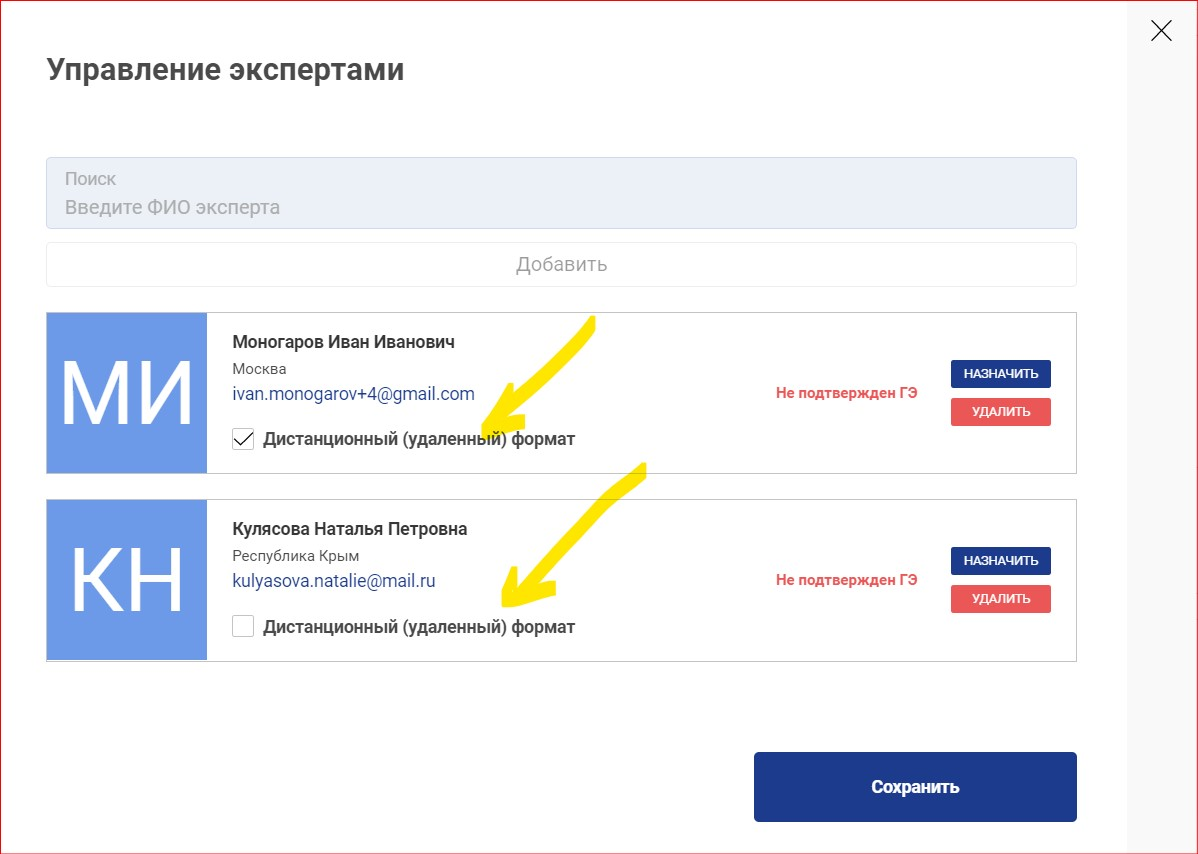 Управление экспертами
Поиск
Введите ФИО эксперта
Добавить
МИ
Моногаров Иван Иванович
Москва
ivan.monogarov+4@gmail.com
Дистанционный (удаленный) формат
Не подтвержден ГЭ
НАЗНАЧИТЬ
УДАЛИТЬ
КН
Кулясова Наталья Петровна
Республика Крым
kulyasova.natalie@mail.ru
Дистанционный (удаленный) формат
Не подтвержден ГЭ
НАЗНАЧИТЬ
УДАЛИТЬ
Сохранить